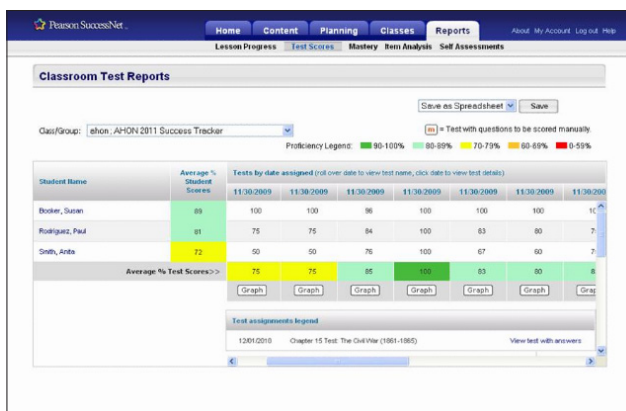 Pearson SuccessNet
Home Content Planning Classes Reports About My Account Log out Help
Lesson Progress Test Scores Mastery Item Analysis Self Assessments
Classroom Test Reports
Save as Spreadsheet Save
Class/Group: ehon ; AHON 2011 Success Tracker
m = Test with questions to be scored manually.
Proficiency Legend: 90-100% 80-89% 70-79% 60-69% 0-59%
Student Name Average % Student Scores Tests by date assigned (roll over date to view test name, click date to view test details)
11/30/2009 11/30/2009 11/30/2009 11/30/2009 11/30/2009 11/30/2009
Booker, Susan 89 100 100 96 100 100 100
Rodriguez, Paul 81 75 75 84 100 83 80
Smith, Anita 72 50 50 76 100 67 60
Average % Test Scores>> 75 75 85 100 83 80
Graph Graph Graph Graph Graph Graph
Test assignments legend
12/01/2010 Chapter 15 Test: The Civil War (1861-1865) View test with answers